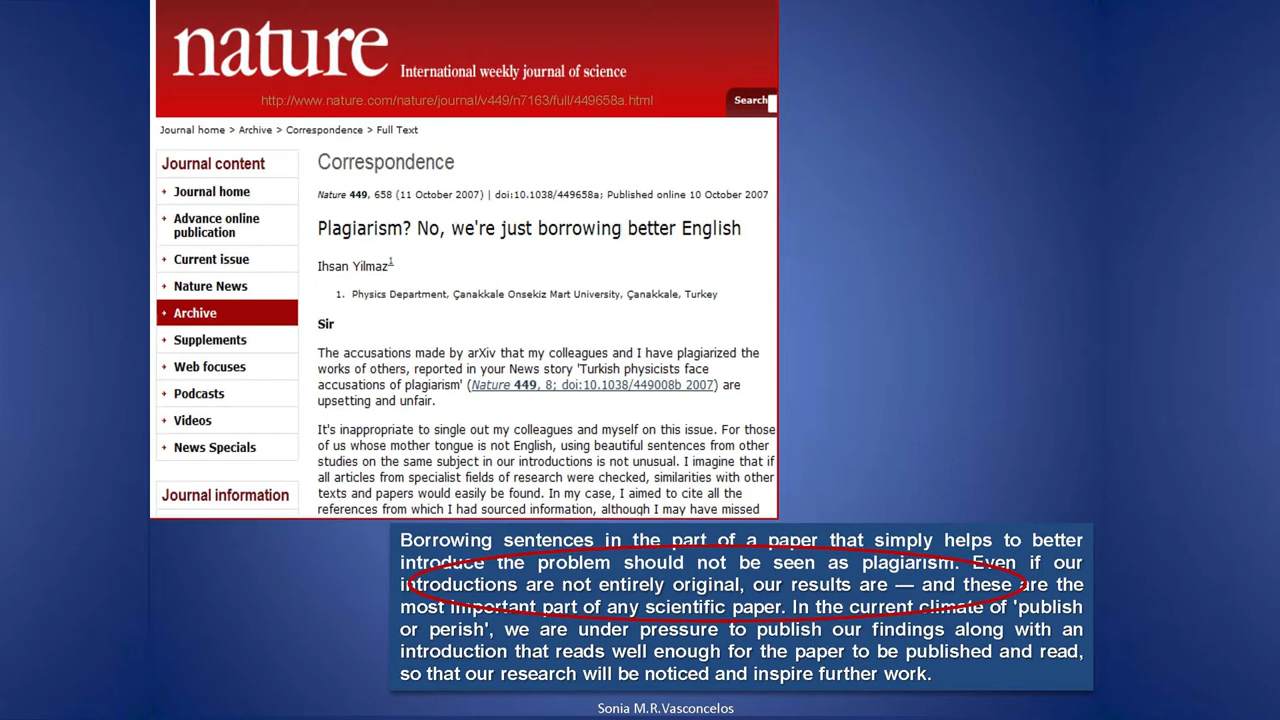 nature International weekly journal of science
http://www.nature.com/nature/journal/v449/n7163/full/449658a.html
Search
Journal home > Archive > Correspondence > Full Text
Journal content
Journal home
Advance online
publication
Current issue
Nature News
Archive
Supplements
Web focuses
Podcasts
Videos
News Specials
Journal information
Correspondence
Nature 449, 658 (11 October 2007) | doi:10.1038/449658a; Published online 10 October 2007
Plagiarism? No, we're just borrowing better English
Ihsan Yilmaz1
1. Physics Department, Çanakkale Onsekiz Mart University, Çanakkale, Turkey
Sir
The accusations made by arXiv that my colleagues and I have plagiarized the
works of others, reported in your News story 'Turkish physicists face
accusations of plagiarism' (Nature 449, 8; doi:10.1038/449008b 2007) are
upsetting and unfair.
It's inappropriate to single out my colleagues and myself on this issue. For those
of us whose mother tongue is not English, using beautiful sentences from other
studies on the same subject in our introductions is not unusual. I imagine that if
all articles from specialist fields of research were checked, similarities with other
texts and papers would easily be found. In my case, I aimed to cite all the
references from which I had sourced information, although I may have missed
Borrowing sentences in the part of a paper that simply helps to better
introduce the problem should not be seen as plagiarism. Even if our
introductions are not entirely original, our results are — and these are the
most important part of any scientific paper. In the current climate of 'publish
or perish', we are under pressure to publish our findings along with an
introduction that reads well enough for the paper to be published and read,
so that our research will be noticed and inspire further work.
Sonia M.R.Vasconcelos